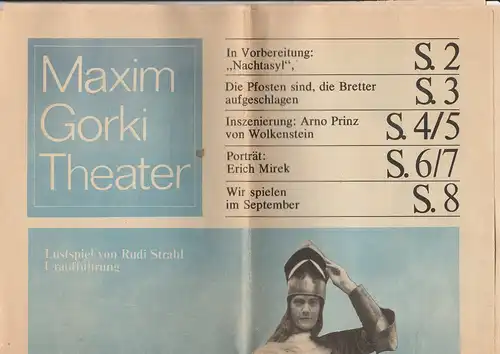 Maxim
Gorki
Theater
In Vorbereitung:
„Nachtasyl“,
S. 2
Die Pfosten sind, die Bretter
aufgeschlagen
S. 3
Inszenierung: Arno Prinz
von Wolkenstein
S. 4/5
Porträt:
Erich Mirek
S. 6/7
Wir spielen
im September
S. 8
Lustspiel von Rudi Strahl
Uraufführung